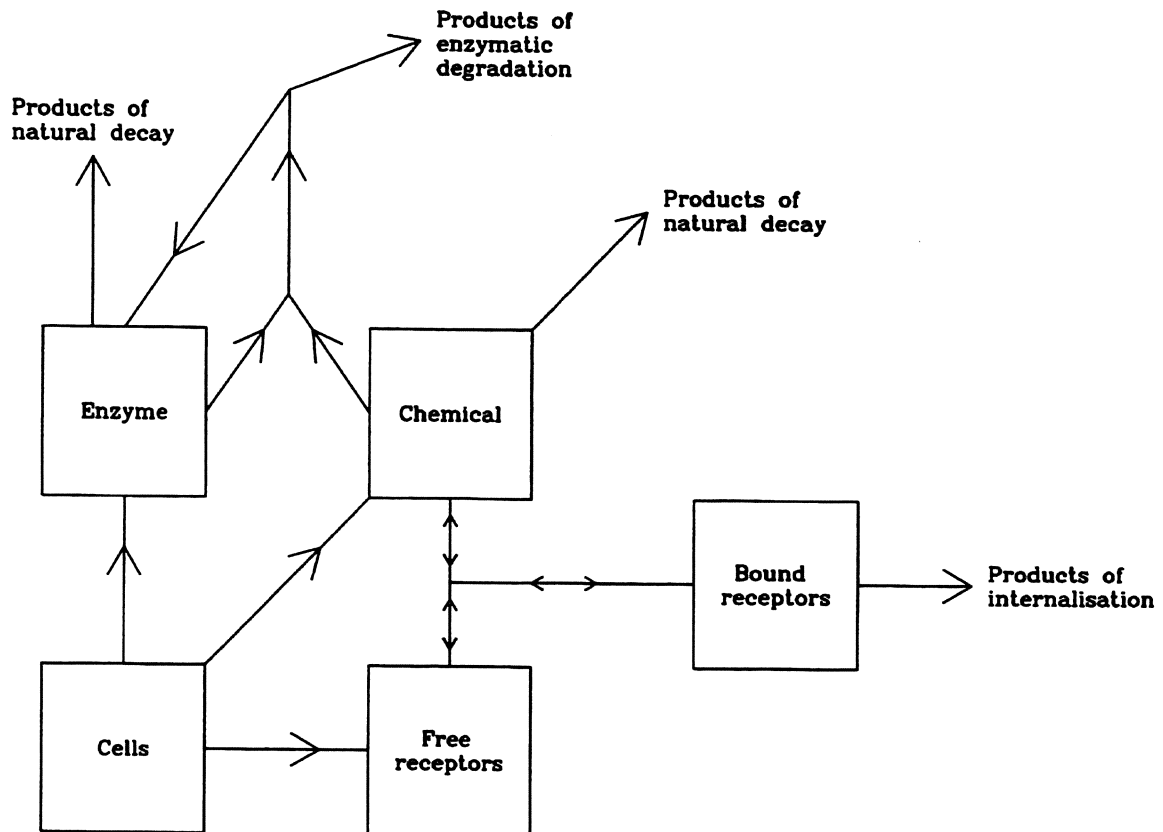 Products of
enzymatic
degradation
Products of
natural decay
Products of
natural decay
Enzyme
Chemical
Bound
receptors
Products of
internalisation
Cells
Free
receptors